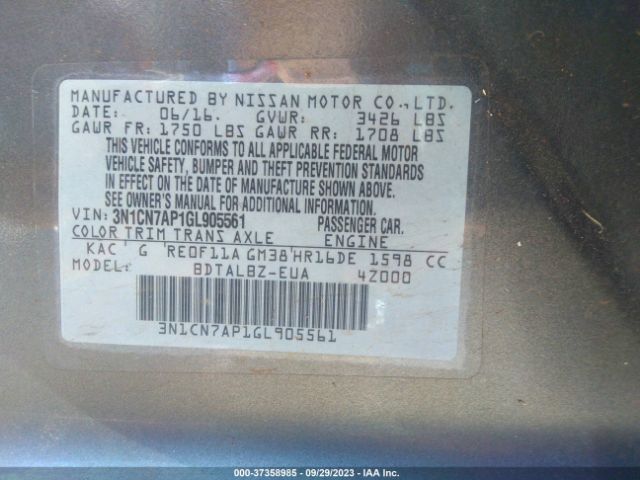 MANUFACTURED BY NISSAN MOTOR CO., LTD.
DATE: 06/16. GVWR: 3426 LBS
GAWR FR: 1750 LBS GAWR RR: 1708 LBS
THIS VEHICLE CONFORMS TO ALL APPLICABLE FEDERAL MOTOR
VEHICLE SAFETY, BUMPER AND THEFT PREVENTION STANDARDS
IN EFFECT ON THE DATE OF MANUFACTURE SHOWN ABOVE.
SEE OWNER'S MANUAL FOR ADDITIONAL INFORMATION.
VIN: 3N1CN7AP1GL905561 PASSENGER CAR.
COLOR TRIM TRANS AXLE ENGINE
KAC' G 'RE0F11A GM38'HR16DE 1598 CC
MODEL: BDTALBZ-EUA 4Z000
3N1CN7AP1GL905561
000-37358985 - 09/29/2023 - IAA Inc.